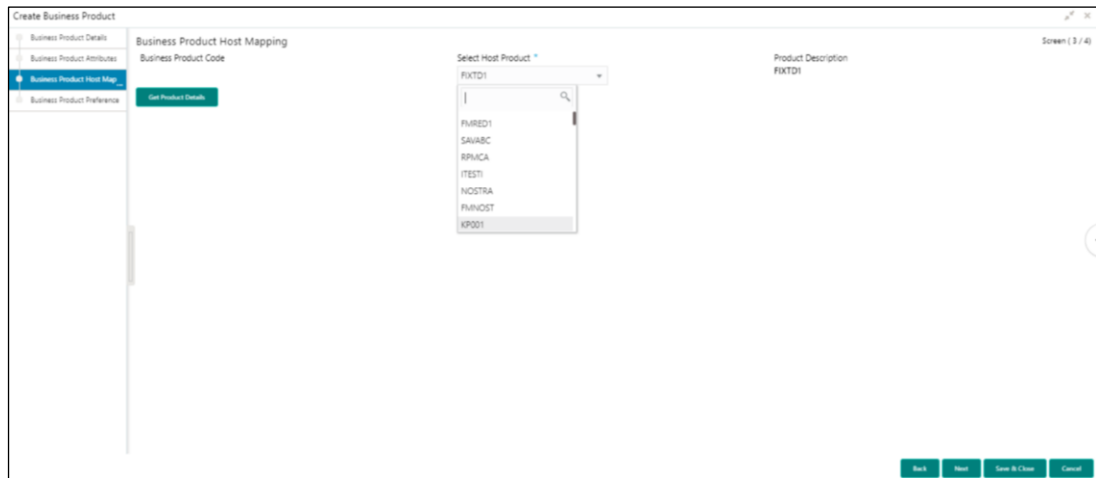 Create Business Product
Business Product Details
Business Product Attributes
Business Product Host Map...
Business Product Preference
Business Product Host Mapping
Screen ( 3 / 4)
Business Product Code
Select Host Product *
Product Description
FIXTD1
FIXTD1
Get Product Details
FMRED1
SAVABC
RPMCA
ITESTI
NOSTRA
FMNOST
KP001
Back
Next
Save & Close
Cancel